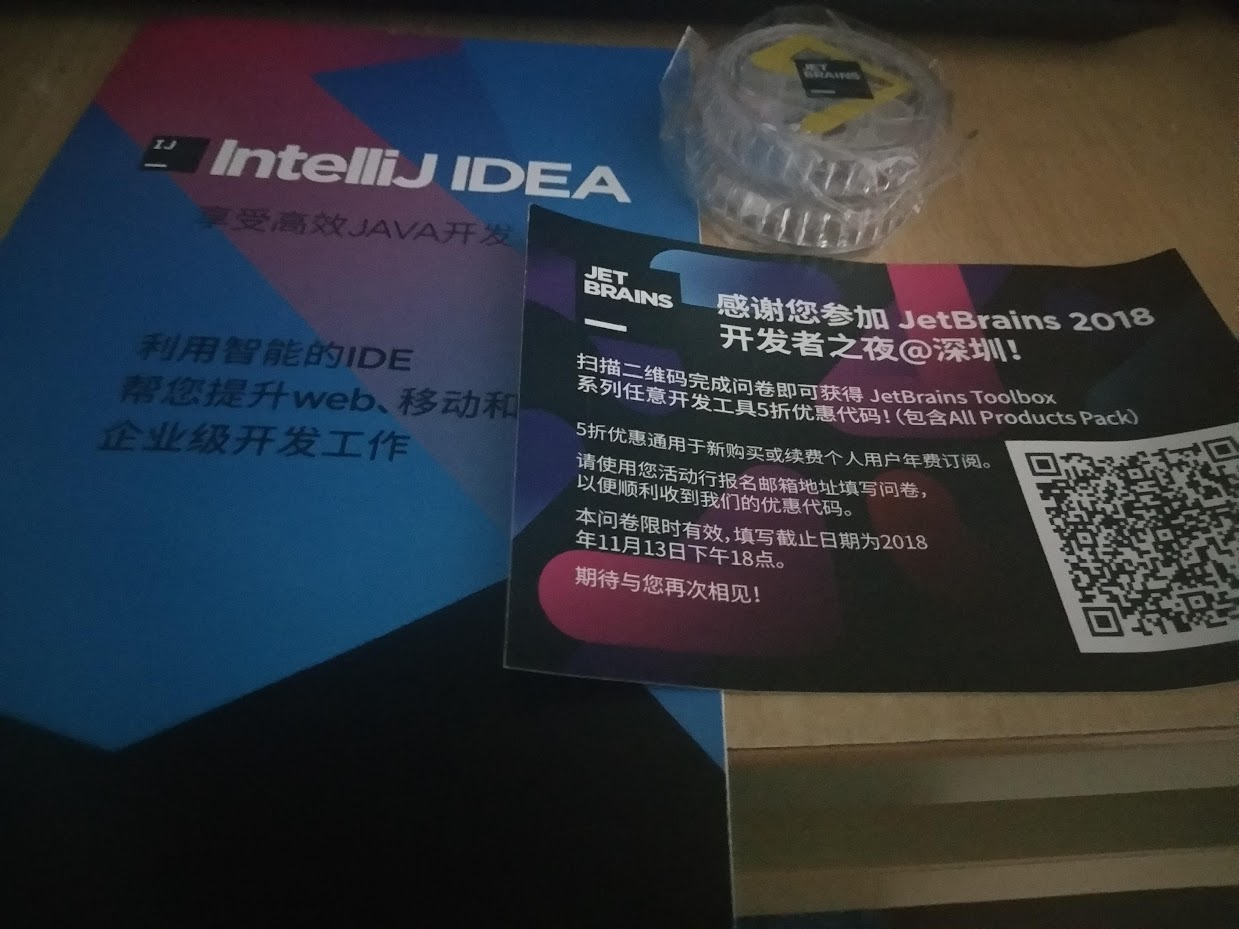 IJ
IntelliJ IDEA
享受高效JAVA开发
利用智能的IDE
帮您提升web、移动和
企业级开发工作
JET
BRAINS
JET
BRAINS
感谢您参加 JetBrains 2018
开发者之夜@深圳！
扫描二维码完成问卷即可获得 JetBrains Toolbox
系列任意开发工具5折优惠代码！（包含All Products Pack）
5折优惠通用于新购买或续费个人用户年费订阅。
请使用您活动行报名邮箱地址填写问卷，
以便顺利收到我们的优惠代码。
本问卷限时有效，填写截止日期为2018
年11月13日下午18点。
期待与您再次相见！